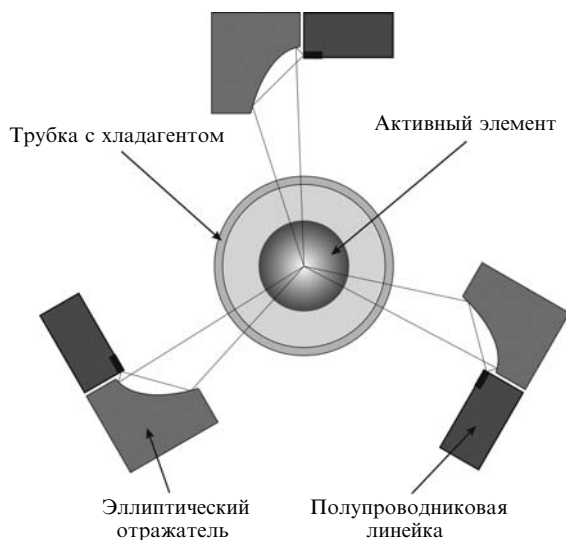 Трубка с хладагентом
Активный элемент
Эллиптический
отражатель
Полупроводниковая
линейка